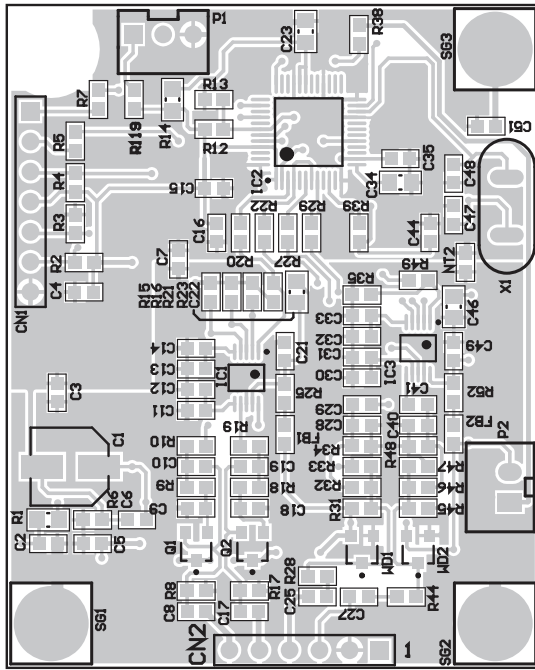 P1
C23
R38
SG3
R7
R119
R14
R13
R12
C51
R5
R4
R3
R2
C4
CN1
IC2
C15
C35
C34
C48
C47
X1
C16
R20
R22
R27
R29
R39
C44
NT2
C7
R15
R16
R21
R23
C22
R35
R49
C46
C33
C32
C31
C30
IC3
C49
C14
C13
C12
C11
IC1
C21
R25
C3
C1
R19
FB1
C29
C28
R34
R33
R32
R31
R48
C41
C40
R52
FB2
P2
R47
R46
R45
R10
C10
R9
C9
C19
R18
C18
R1
R6
C6
C2
C5
Q1
Q2
WD1
WD2
R8
C8
R17
C17
R28
C25
C27
R44
SG1
CN2
1
SG2